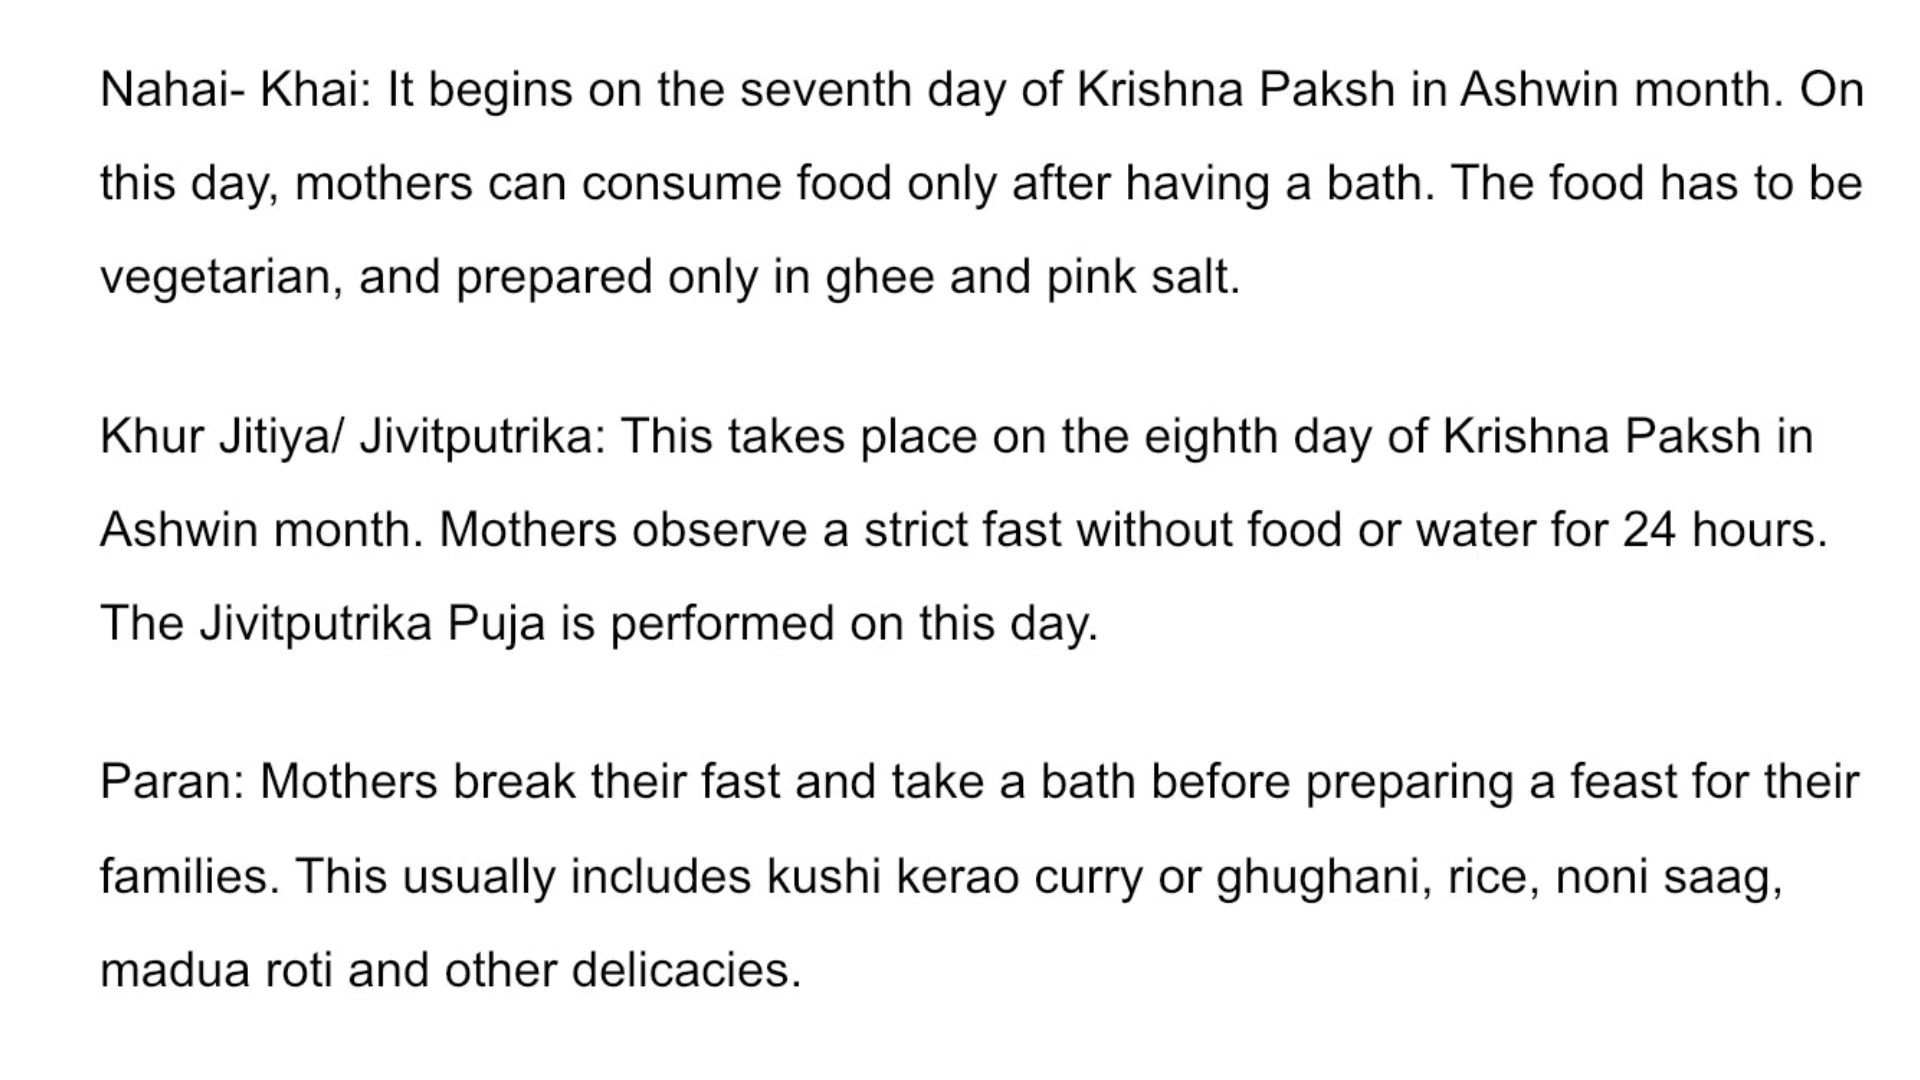 Nahai- Khai: It begins on the seventh day of Krishna Paksh in Ashwin month. On
this day, mothers can consume food only after having a bath. The food has to be
vegetarian, and prepared only in ghee and pink salt.
Khur Jitiya/ Jivitputrika: This takes place on the eighth day of Krishna Paksh in
Ashwin month. Mothers observe a strict fast without food or water for 24 hours.
The Jivitputrika Puja is performed on this day.
Paran: Mothers break their fast and take a bath before preparing a feast for their
families. This usually includes kushi kerao curry or ghughani, rice, noni saag,
madua roti and other delicacies.